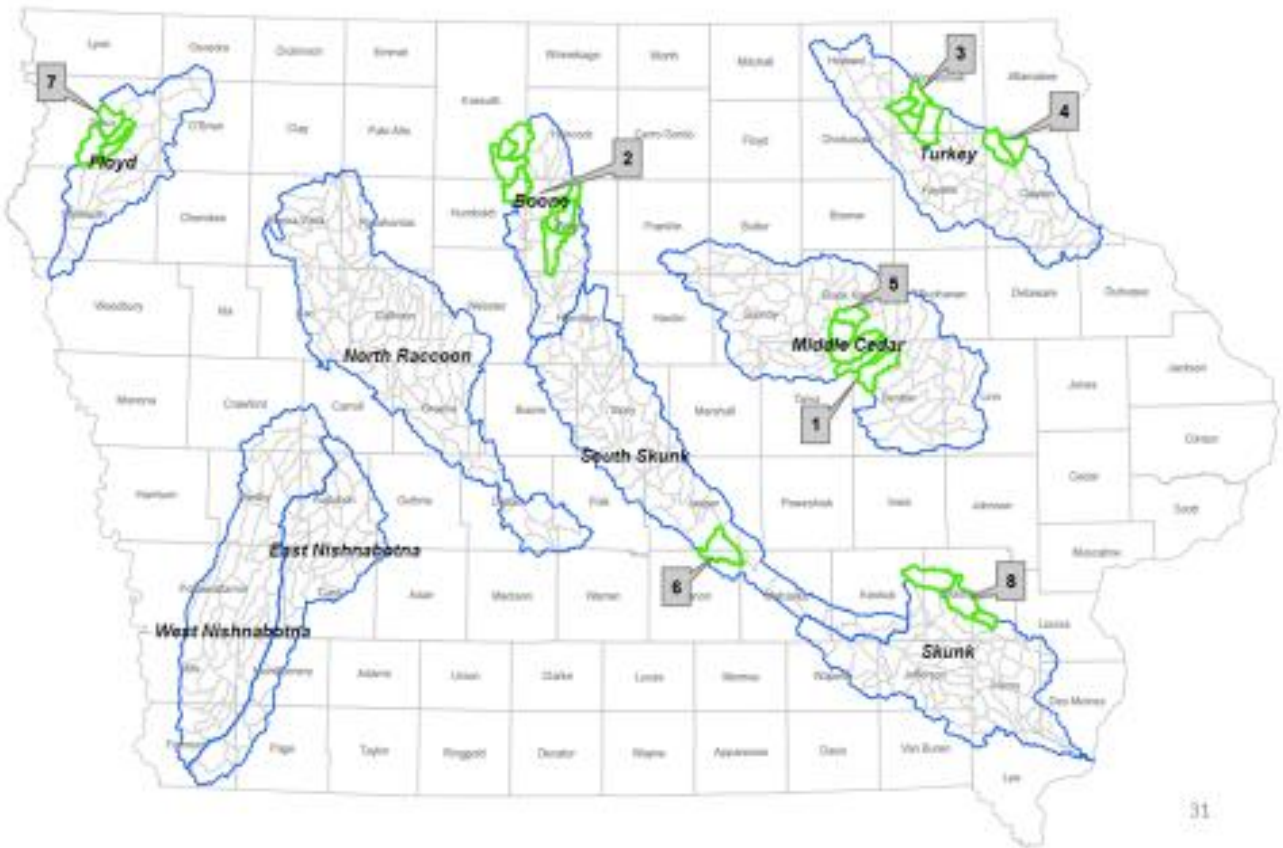 Lyon
Osceola
Dickinson
Emmet
Winnebago
Worth
Mitchell
Howard
Allamakee
3
7
Kossuth
Hancock
Cerro Gordo
4
O'Brien
Clay
Palo Alto
Floyd
Chickasaw
Floyd
2
Turkey
Boone
Fayette
Clayton
Plymouth
Cherokee
Buena Vista
Pocahontas
Humboldt
Franklin
Butler
Bremer
Woodbury
Ida
Calhoun
Webster
Hamilton
Hardin
Grundy
Black Hawk
5
Buchanan
Delaware
Dubuque
North Raccoon
Middle Cedar
Monona
Crawford
Carroll
Greene
Boone
Story
Marshall
Tama
Benton
Linn
Jones
Jackson
1
Clinton
South Skunk
Harrison
Shelby
Audubon
Guthrie
Dallas
Polk
Jasper
Poweshiek
Iowa
Johnson
Cedar
Scott
East Nishnabotna
Muscatine
Pottawattamie
Cass
Adair
Madison
Warren
6
Marion
Mahaska
Keokuk
8
Louisa
West Nishnabotna
Skunk
Mills
Montgomery
Adams
Union
Clarke
Lucas
Monroe
Wapello
Jefferson
Henry
Des Moines
Fremont
Page
Taylor
Ringgold
Decatur
Wayne
Appanoose
Davis
Van Buren
Lee
31